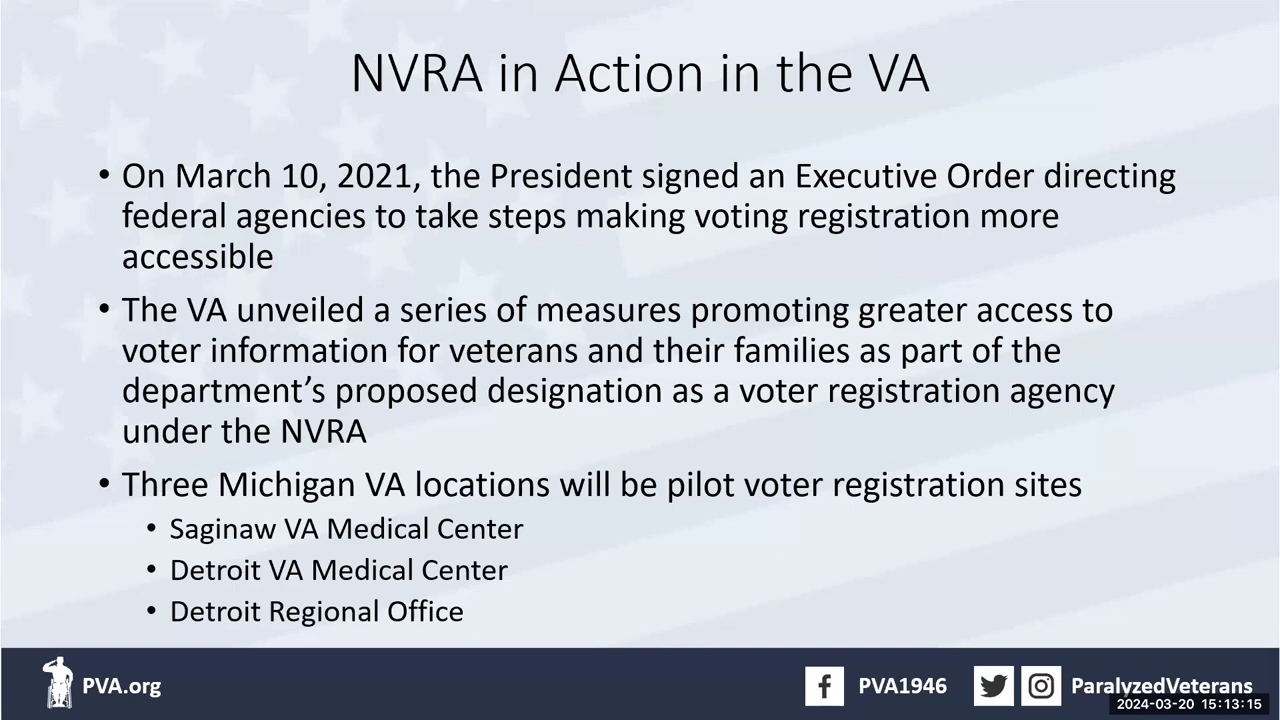 NVRA in Action in the VA
• On March 10, 2021, the President signed an Executive Order directing
federal agencies to take steps making voting registration more
accessible
• The VA unveiled a series of measures promoting greater access to
voter information for veterans and their families as part of the
department’s proposed designation as a voter registration agency
under the NVRA
• Three Michigan VA locations will be pilot voter registration sites
• Saginaw VA Medical Center
• Detroit VA Medical Center
• Detroit Regional Office
PVA.org
PVA1946
ParalyzedVeterans
2024-03-20 15:13:15